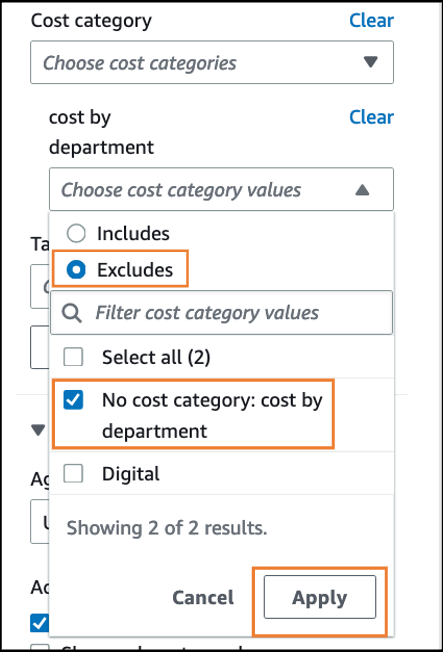 Cost category Clear
Choose cost categories
cost by Clear
department
Choose cost category values
Ta
Includes
Excludes
Filter cost category values
Select all (2)
No cost category: cost by
department
Digital
Ag
Showing 2 of 2 results.
Ad
Cancel Apply